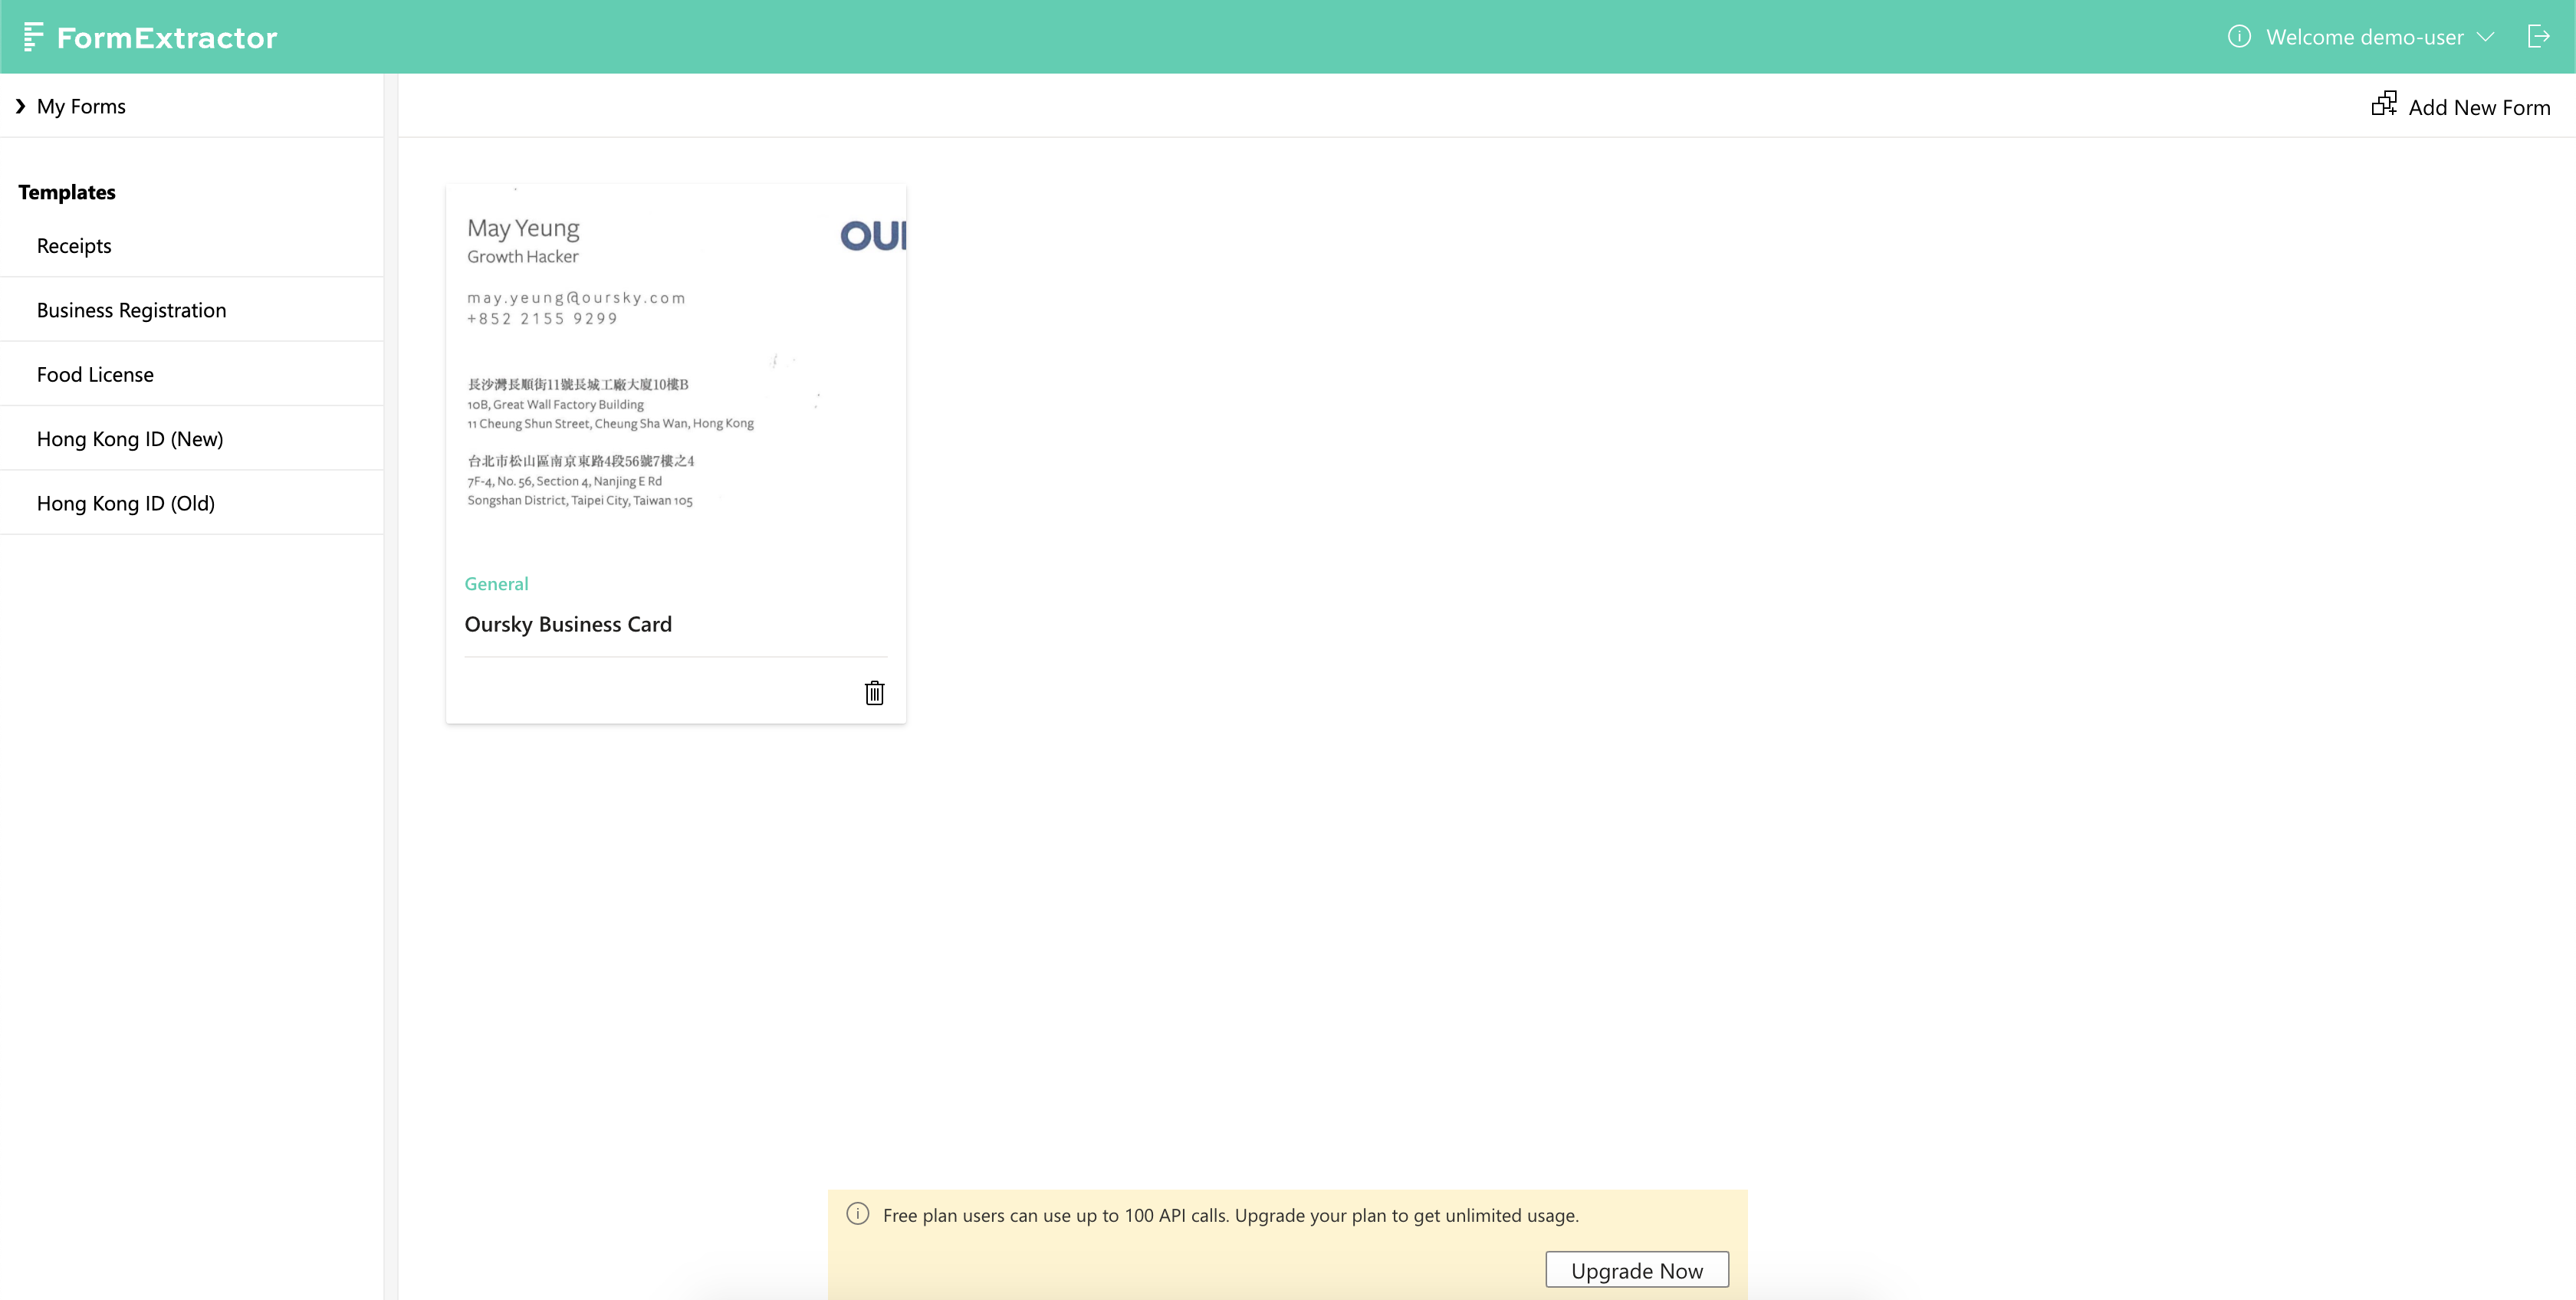 FormExtractor
Welcome demo-user
My Forms
Add New Form
Templates
Receipts
Business Registration
Food License
Hong Kong ID (New)
Hong Kong ID (Old)
May Yeung
Growth Hacker
OUR
may.yeung@oursky.com
+852 2155 9299
長沙灣長順街11號長城工廠大廈10樓B
10B, Great Wall Factory Building
11 Cheung Shun Street, Cheung Sha Wan, Hong Kong
台北市松山區南京東路4段56號7樓之4
7F-4, No. 56, Section 4, Nanjing E Rd
Songshan District, Taipei City, Taiwan 105
General
Oursky Business Card
Free plan users can use up to 100 API calls. Upgrade your plan to get unlimited usage.
Upgrade Now